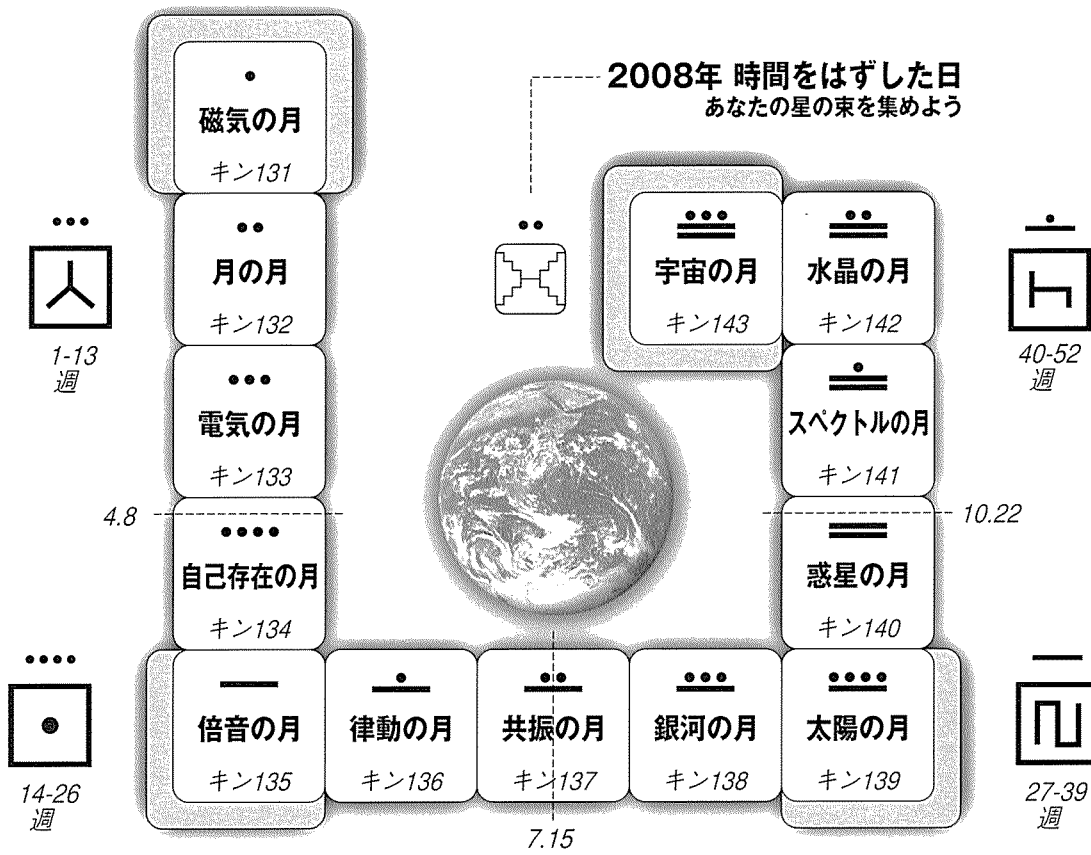 磁気の月
キン131
2008年 時間をはずした日
あなたの星の束を集めよう
月の月
キン132
宇宙の月
キン143
水晶の月
キン142
1-13
週
40-52
週
電気の月
キン133
スペクトルの月
キン141
4.8
10.22
自己存在の月
キン134
惑星の月
キン140
倍音の月
キン135
律動の月
キン136
共振の月
キン137
銀河の月
キン138
太陽の月
キン139
14-26
週
27-39
週
7.15